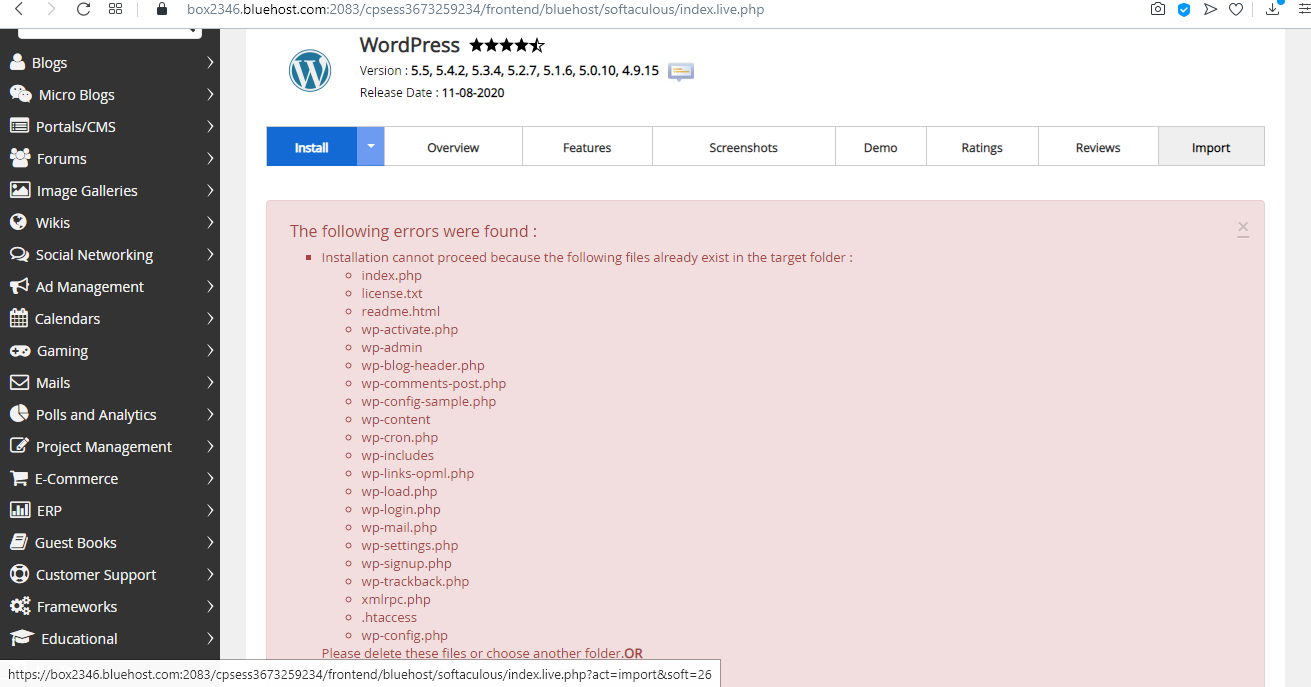 box2346.bluehost.com:2083/cpsess3673259234/frontend/bluehost/softaculous/index.live.php
Blogs
Micro Blogs
Portals/CMS
Forums
Image Galleries
Wikis
Social Networking
Ad Management
Calendars
Gaming
Mails
Polls and Analytics
Project Management
E-Commerce
ERP
Guest Books
Customer Support
Frameworks
Educational
WordPress
Version : 5.5, 5.4.2, 5.3.4, 5.2.7, 5.1.6, 5.0.10, 4.9.15
Release Date : 11-08-2020
Install Overview Features Screenshots Demo Ratings Reviews Import
The following errors were found :
Installation cannot proceed because the following files already exist in the target folder :
index.php
license.txt
readme.html
wp-activate.php
wp-admin
wp-blog-header.php
wp-comments-post.php
wp-config-sample.php
wp-content
wp-cron.php
wp-includes
wp-links-opml.php
wp-load.php
wp-login.php
wp-mail.php
wp-settings.php
wp-signup.php
wp-trackback.php
xmlrpc.php
.htaccess
wp-config.php
Please delete these files or choose another folder.OR
https://box2346.bluehost.com:2083/cpsess3673259234/frontend/bluehost/softaculous/index.live.php?act=import&soft=26